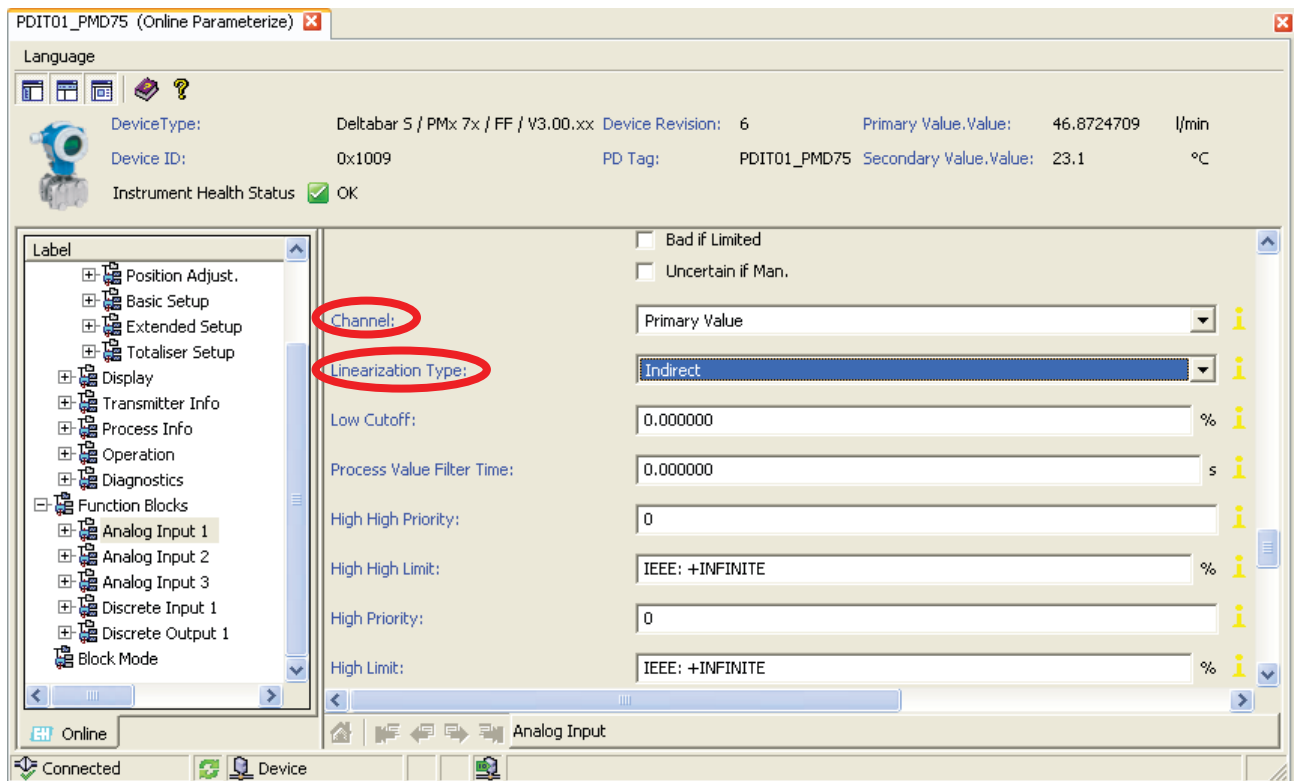 PDIT01_PMD75 (Online Parameterize)
Language
DeviceType: Deltabar S / PMx 7x / FF / V3.00.xx Device Revision: 6 Primary Value.Value: 46.8724709 l/min
Device ID: 0x1009 PD Tag: PDIT01_PMD75 Secondary Value.Value: 23.1 °C
Instrument Health Status OK
Label
Position Adjust.
Basic Setup
Extended Setup
Totaliser Setup
Display
Transmitter Info
Process Info
Operation
Diagnostics
Function Blocks
Analog Input 1
Analog Input 2
Analog Input 3
Discrete Input 1
Discrete Output 1
Block Mode
Online
Bad if Limited
Uncertain if Man.
Channel: Primary Value
Linearization Type: Indirect
Low Cutoff: 0.000000 %
Process Value Filter Time: 0.000000 s
High High Priority: 0
High High Limit: IEEE: +INFINITE %
High Priority: 0
High Limit: IEEE: +INFINITE %
Analog Input
Connected Device